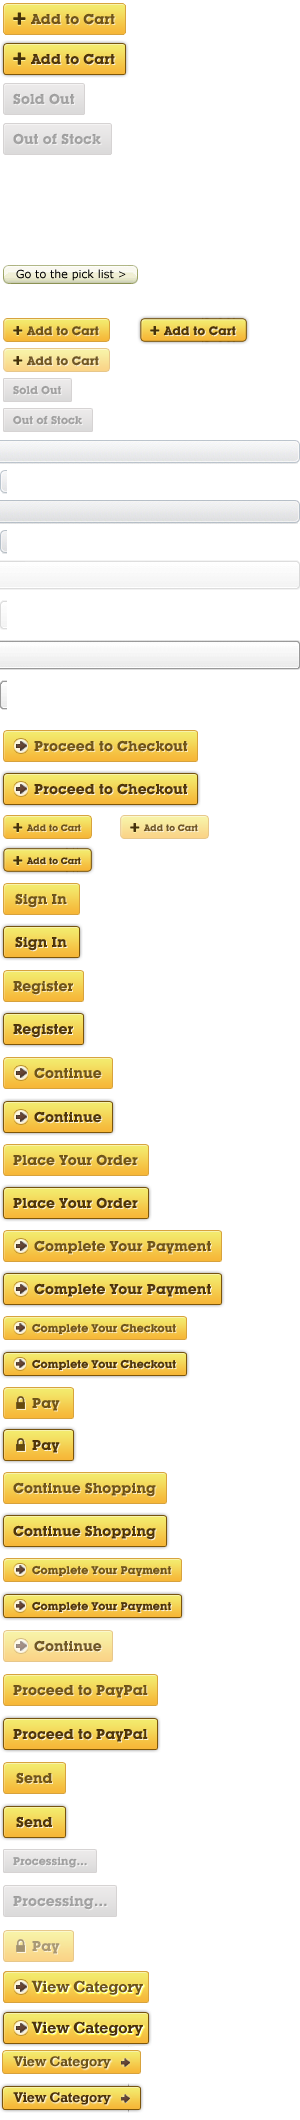 Add to Cart
Add to Cart
Sold Out
Out of Stock
Go to the pick list >
Add to Cart Add to Cart
Add to Cart
Sold Out
Out of Stock
Proceed to Checkout
Proceed to Checkout
Add to Cart Add to Cart
Add to Cart
Sign In
Sign In
Register
Register
Continue
Continue
Place Your Order
Place Your Order
Complete Your Payment
Complete Your Payment
Complete Your Checkout
Complete Your Checkout
Pay
Pay
Continue Shopping
Continue Shopping
Complete Your Payment
Complete Your Payment
Continue
Proceed to PayPal
Proceed to PayPal
Send
Send
Processing...
Processing...
Pay
View Category
View Category
View Category
View Category